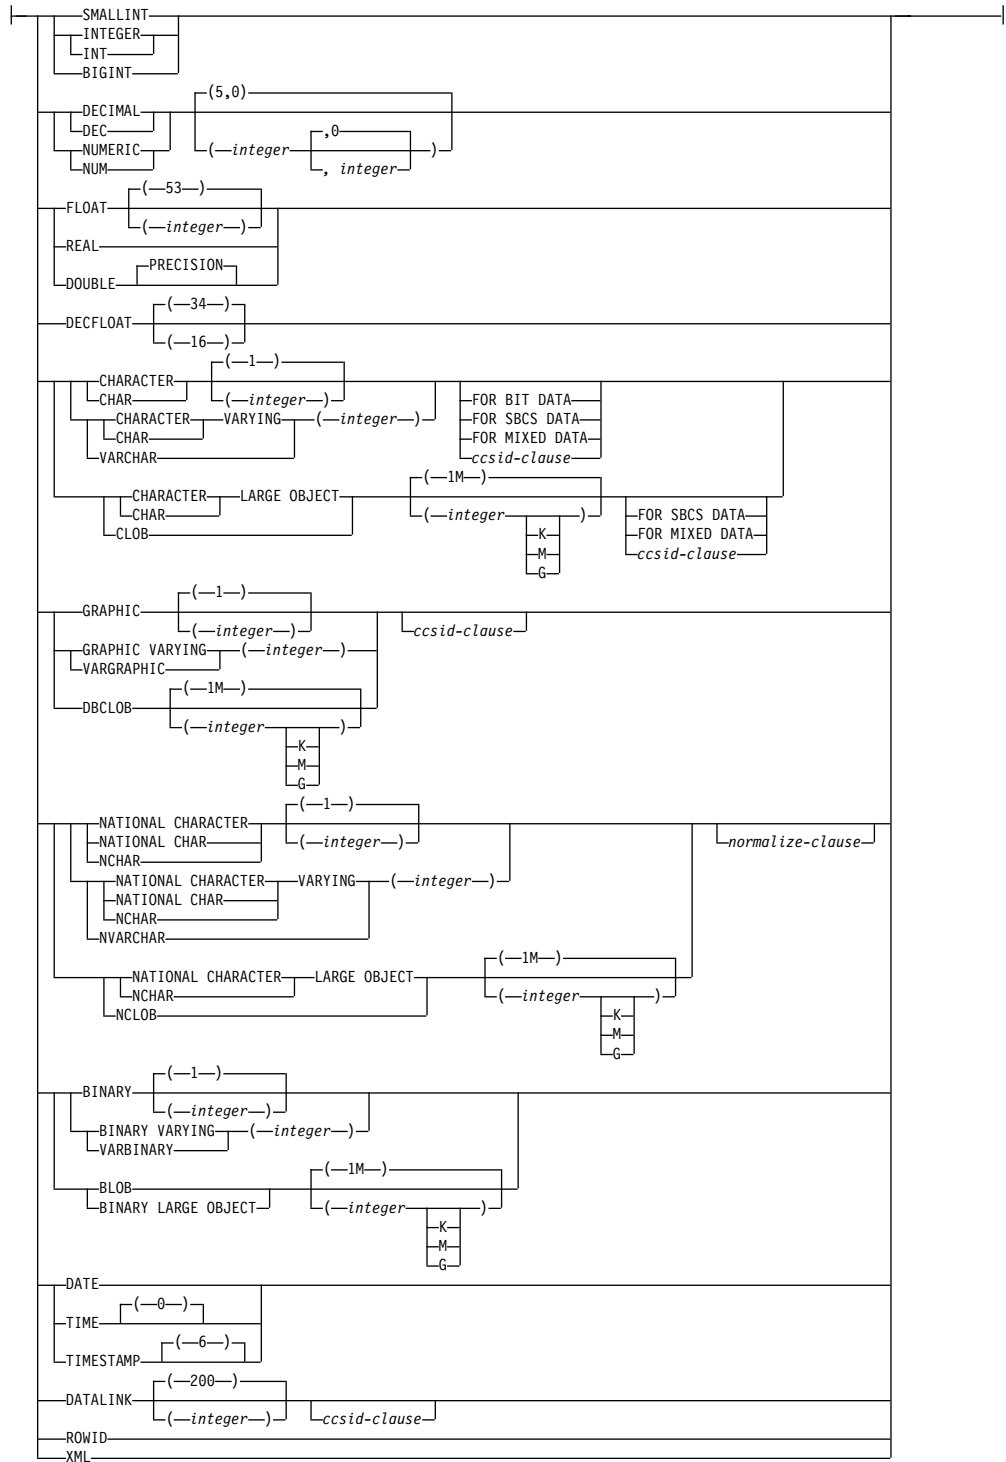 SMALLINT
INTEGER
INT
BIGINT
(5,0)
DECIMAL
DEC
NUMERIC
NUM
,0
( integer )
, integer
( 53 )
FLOAT
( integer )
REAL
PRECISION
DOUBLE
( 34 )
DECFLOAT
( 16 )
( 1 )
CHARACTER
CHAR
( integer )
FOR BIT DATA
CHARACTER VARYING ( integer )
FOR SBCS DATA
CHAR
FOR MIXED DATA
VARCHAR
ccsid-clause
( 1M )
CHARACTER LARGE OBJECT
CHAR
( integer )
FOR SBCS DATA
CLOB
K
FOR MIXED DATA
M
ccsid-clause
G
( 1 )
GRAPHIC
( integer )
ccsid-clause
GRAPHIC VARYING ( integer )
VARGRAPHIC
( 1M )
DBCLOB
( integer )
K
M
G
( 1 )
NATIONAL CHARACTER
NATIONAL CHAR
( integer )
normalize-clause
NCHAR
NATIONAL CHARACTER VARYING ( integer )
NATIONAL CHAR
NCHAR
NVARCHAR
( 1M )
NATIONAL CHARACTER LARGE OBJECT
NCHAR
( integer )
NCLOB
K
M
G
( 1 )
BINARY
( integer )
BINARY VARYING ( integer )
VARBINARY
( 1M )
BLOB
BINARY LARGE OBJECT
( integer )
K
M
G
DATE
( 0 )
TIME
( 6 )
TIMESTAMP
( 200 )
DATALINK
( integer )
ccsid-clause
ROWID
XML